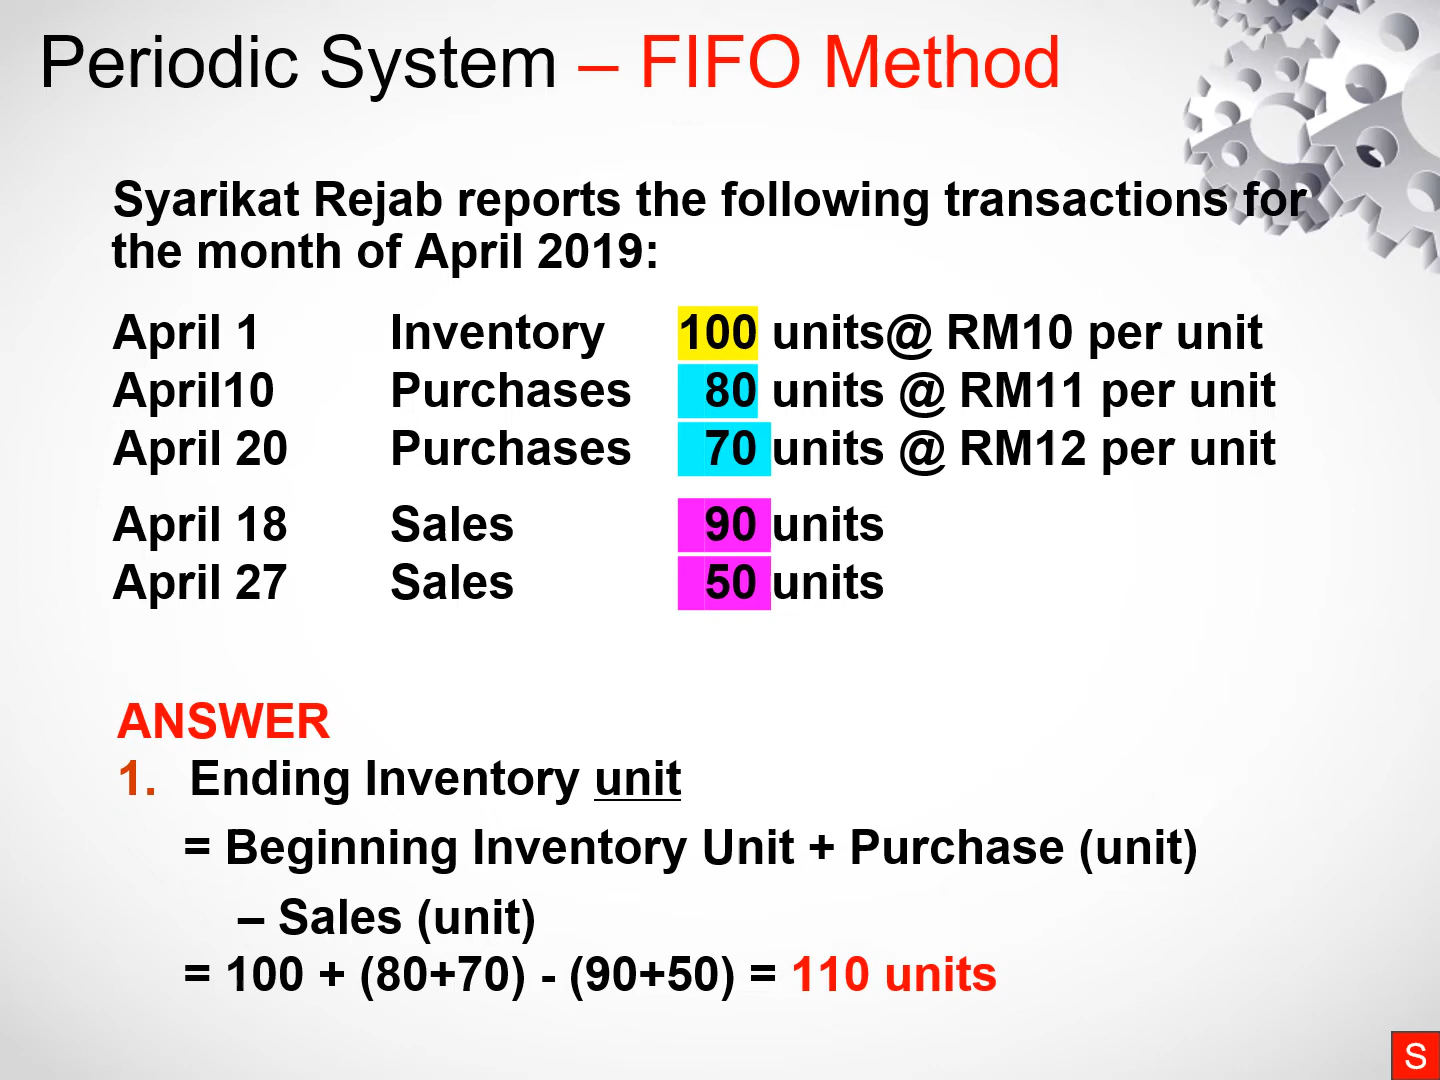 Periodic System – FIFO Method
Syarikat Rejab reports the following transactions for
the month of April 2019:
April 1 Inventory 100 units@ RM10 per unit
April10 Purchases 80 units @ RM11 per unit
April 20 Purchases 70 units @ RM12 per unit
April 18 Sales 90 units
April 27 Sales 50 units
ANSWER
1. Ending Inventory unit
= Beginning Inventory Unit + Purchase (unit)
– Sales (unit)
= 100 + (80+70) - (90+50) = 110 units
S